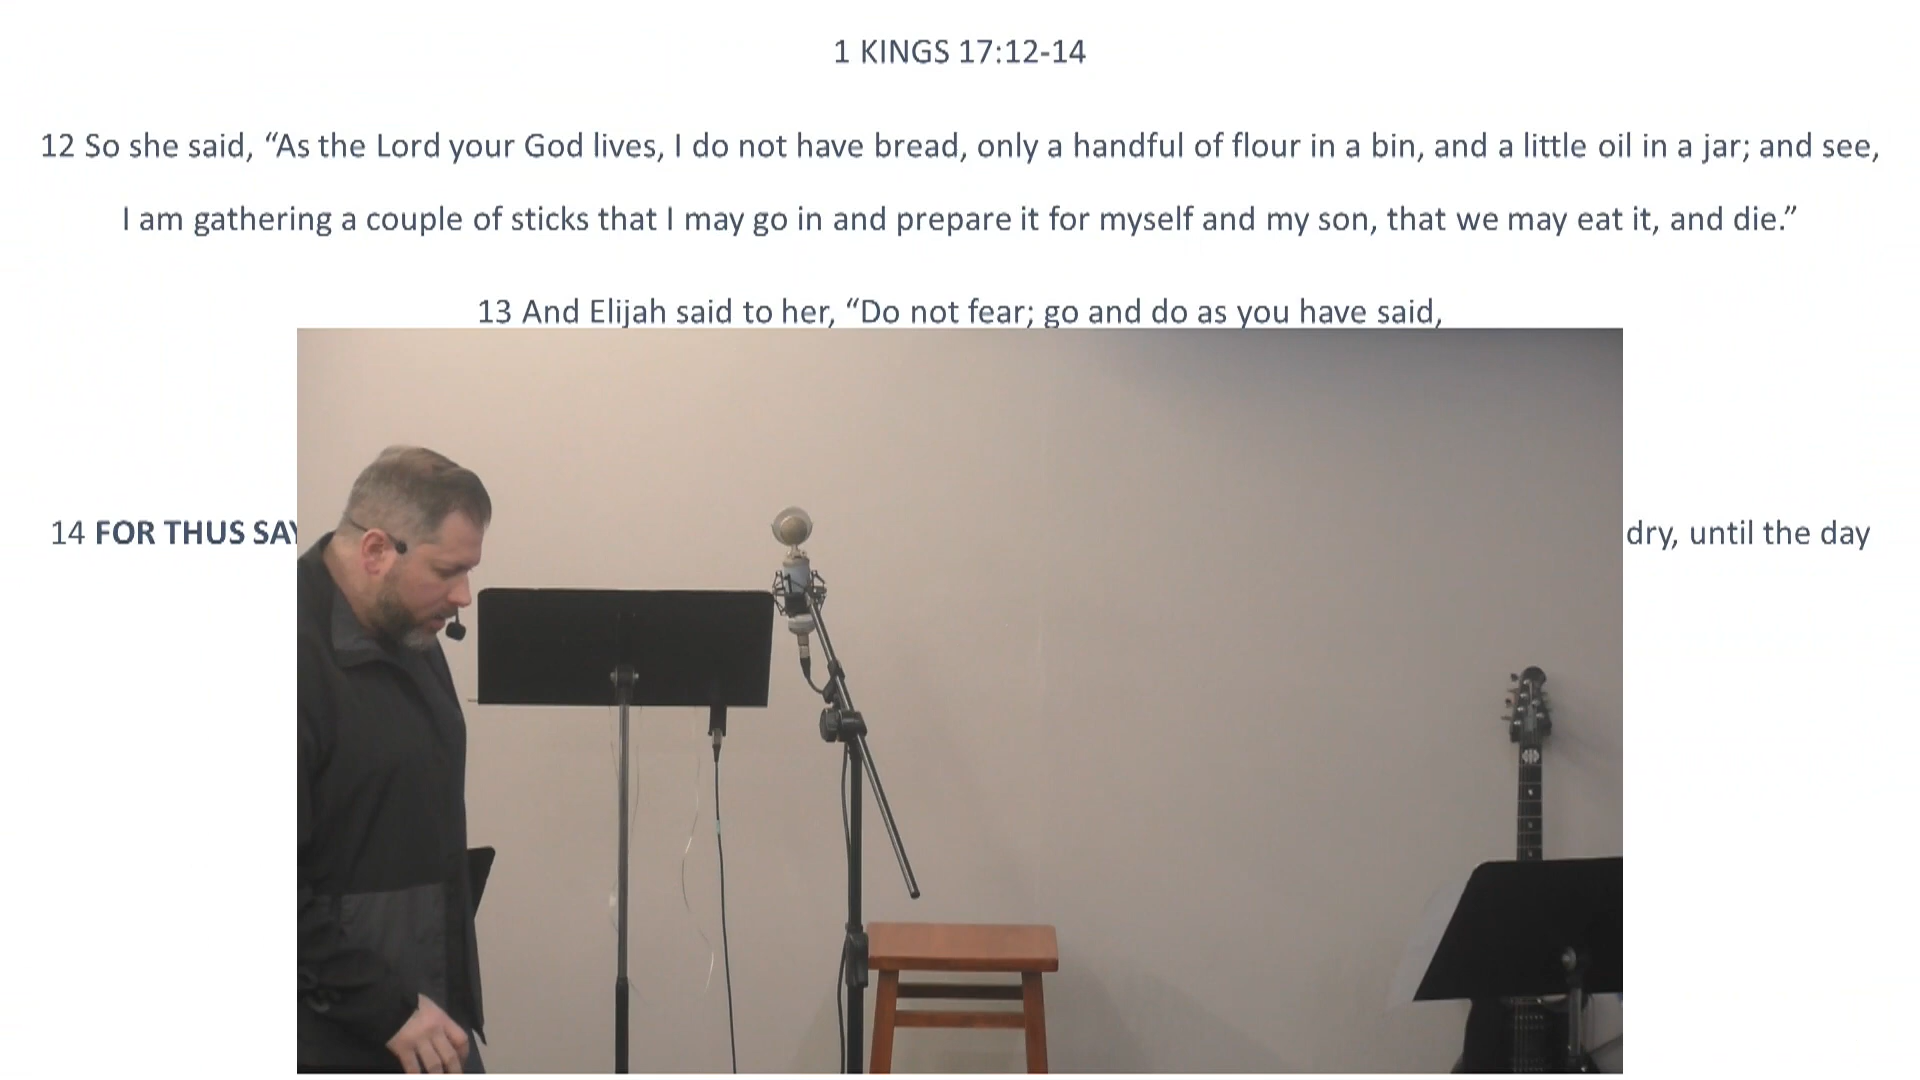 1 KINGS 17:12-14
12 So she said, “As the Lord your God lives, I do not have bread, only a handful of flour in a bin, and a little oil in a jar; and see,
I am gathering a couple of sticks that I may go in and prepare it for myself and my son, that we may eat it, and die.”
13 And Elijah said to her, “Do not fear; go and do as you have said,
14 FOR THUS dry, until the day